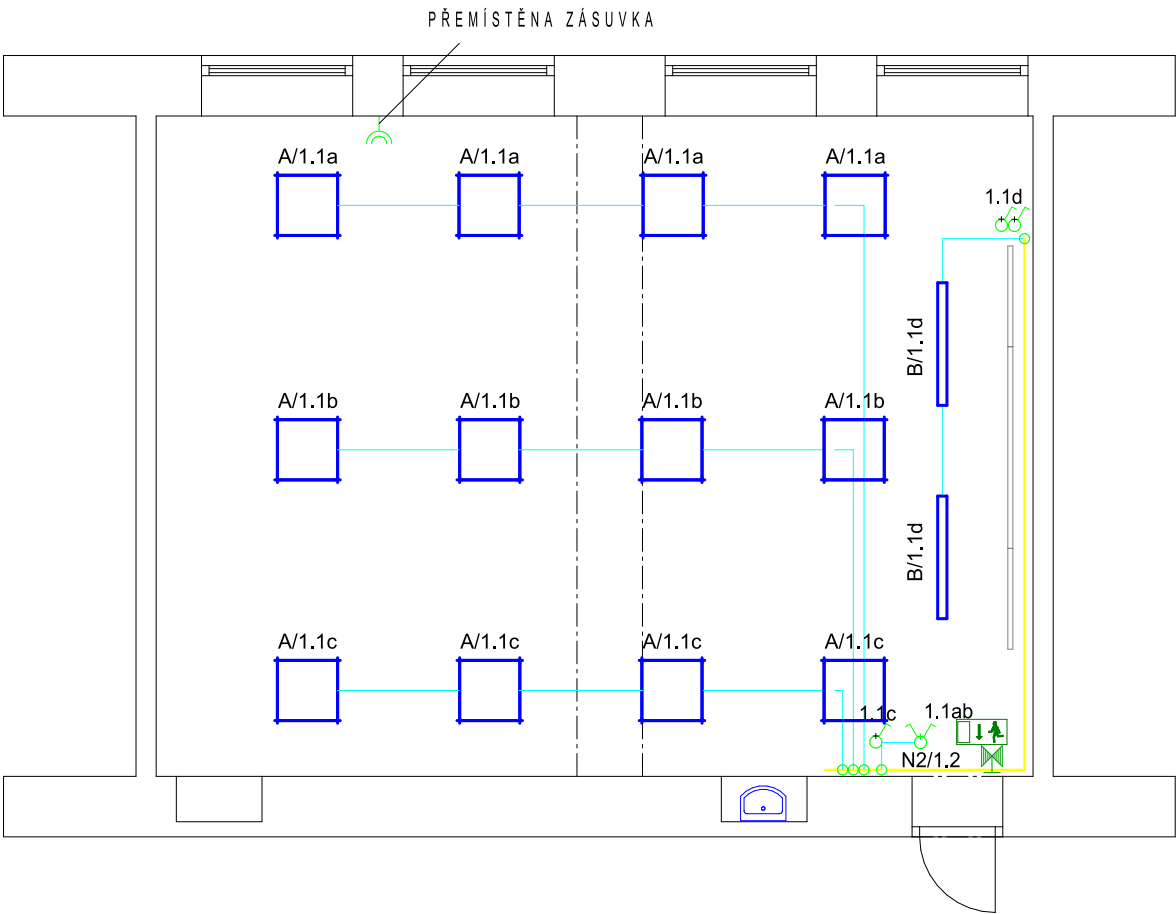 PŘEMÍSTĚNA ZÁSUVKA
A/1.1a A/1.1a A/1.1a A/1.1a
1.1d
B/1.1d
A/1.1b A/1.1b A/1.1b A/1.1b
B/1.1d
A/1.1c A/1.1c A/1.1c A/1.1c
1.1c 1.1ab
N2/1.2